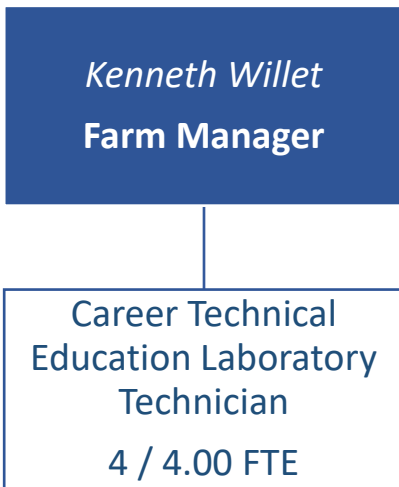 Kenneth Willet
Farm Manager
Career Technical
Education Laboratory
Technician
4 / 4.00 FTE